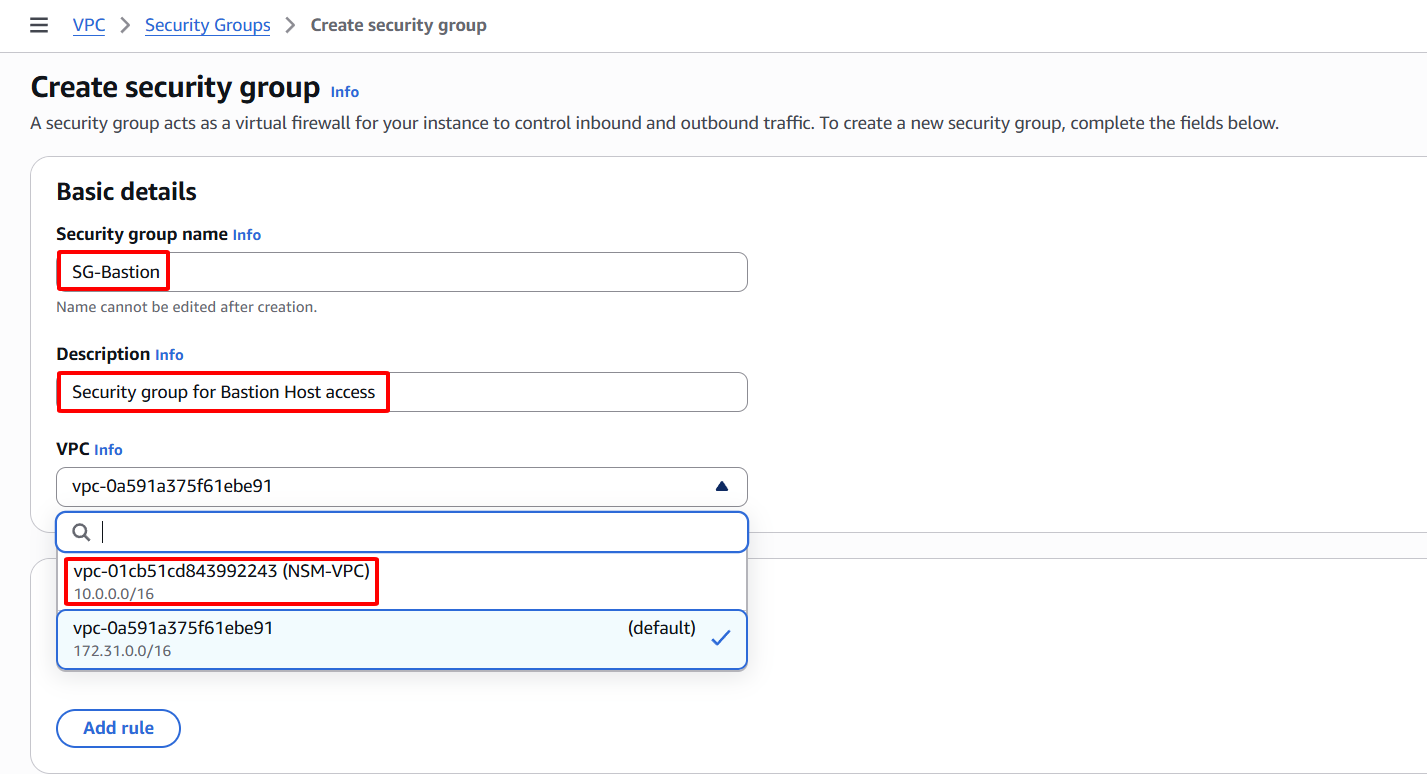 VPC > Security Groups > Create security group
Create security group Info
A security group acts as a virtual firewall for your instance to control inbound and outbound traffic. To create a new security group, complete the fields below.
Basic details
Security group name Info
SG-Bastion
Name cannot be edited after creation.
Description Info
Security group for Bastion Host access
VPC Info
vpc-0a591a375f61ebe91
vpc-01cb51cd843992243 (NSM-VPC)
10.0.0.0/16
vpc-0a591a375f61ebe91 (default)
172.31.0.0/16
Add rule